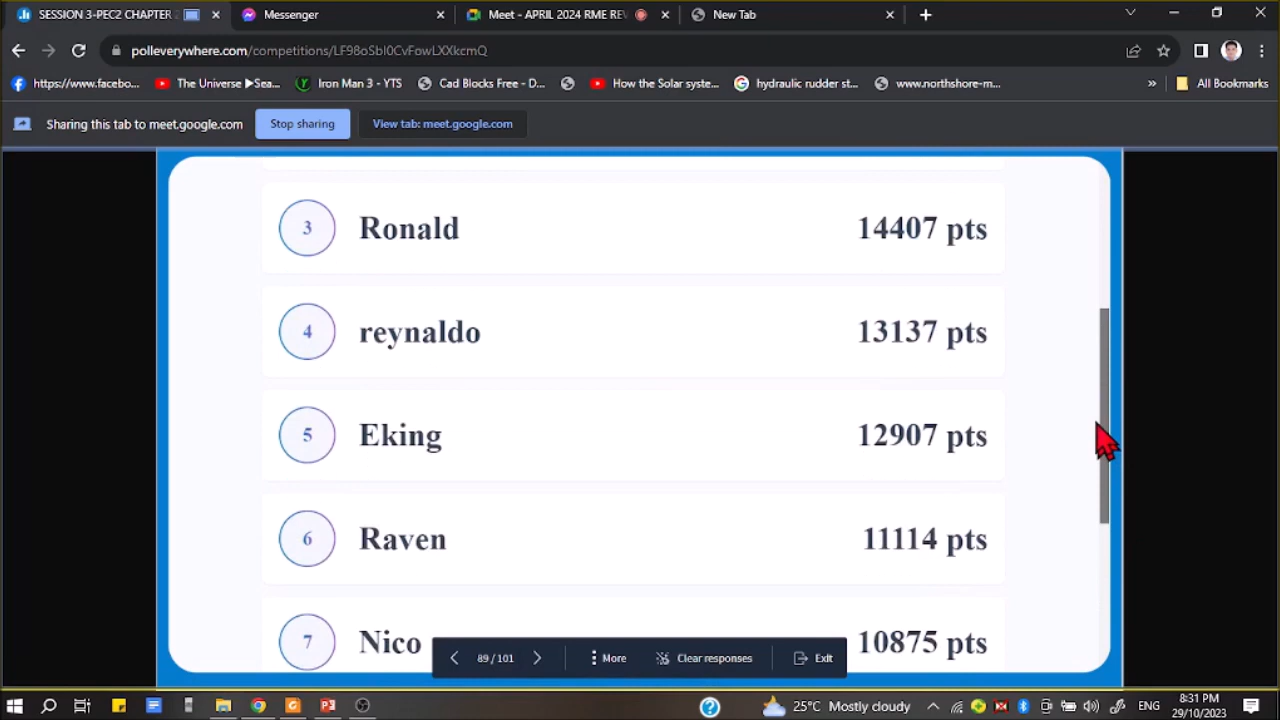 SESSION 3-PEC2 CHAPTER 2
Messenger
Meet - APRIL 2024 RME REV
New Tab
polleverywhere.com/competitions/LF98oSbI0CvFowLXXkcmQ
https://www.faceboo...
The Universe ▶Sea...
Iron Man 3 - YTS
Cad Blocks Free - D...
How the Solar syste...
hydraulic rudder st...
www.northshore-m...
»
All Bookmarks
Sharing this tab to meet.google.com
Stop sharing
View tab: meet.google.com
3 Ronald 14407 pts
4 reynaldo 13137 pts
5 Eking 12907 pts
6 Raven 11114 pts
7 Nico 10875 pts
89 / 101
More
Clear responses
Exit
25°C Mostly cloudy
ENG
8:31 PM
29/10/2023